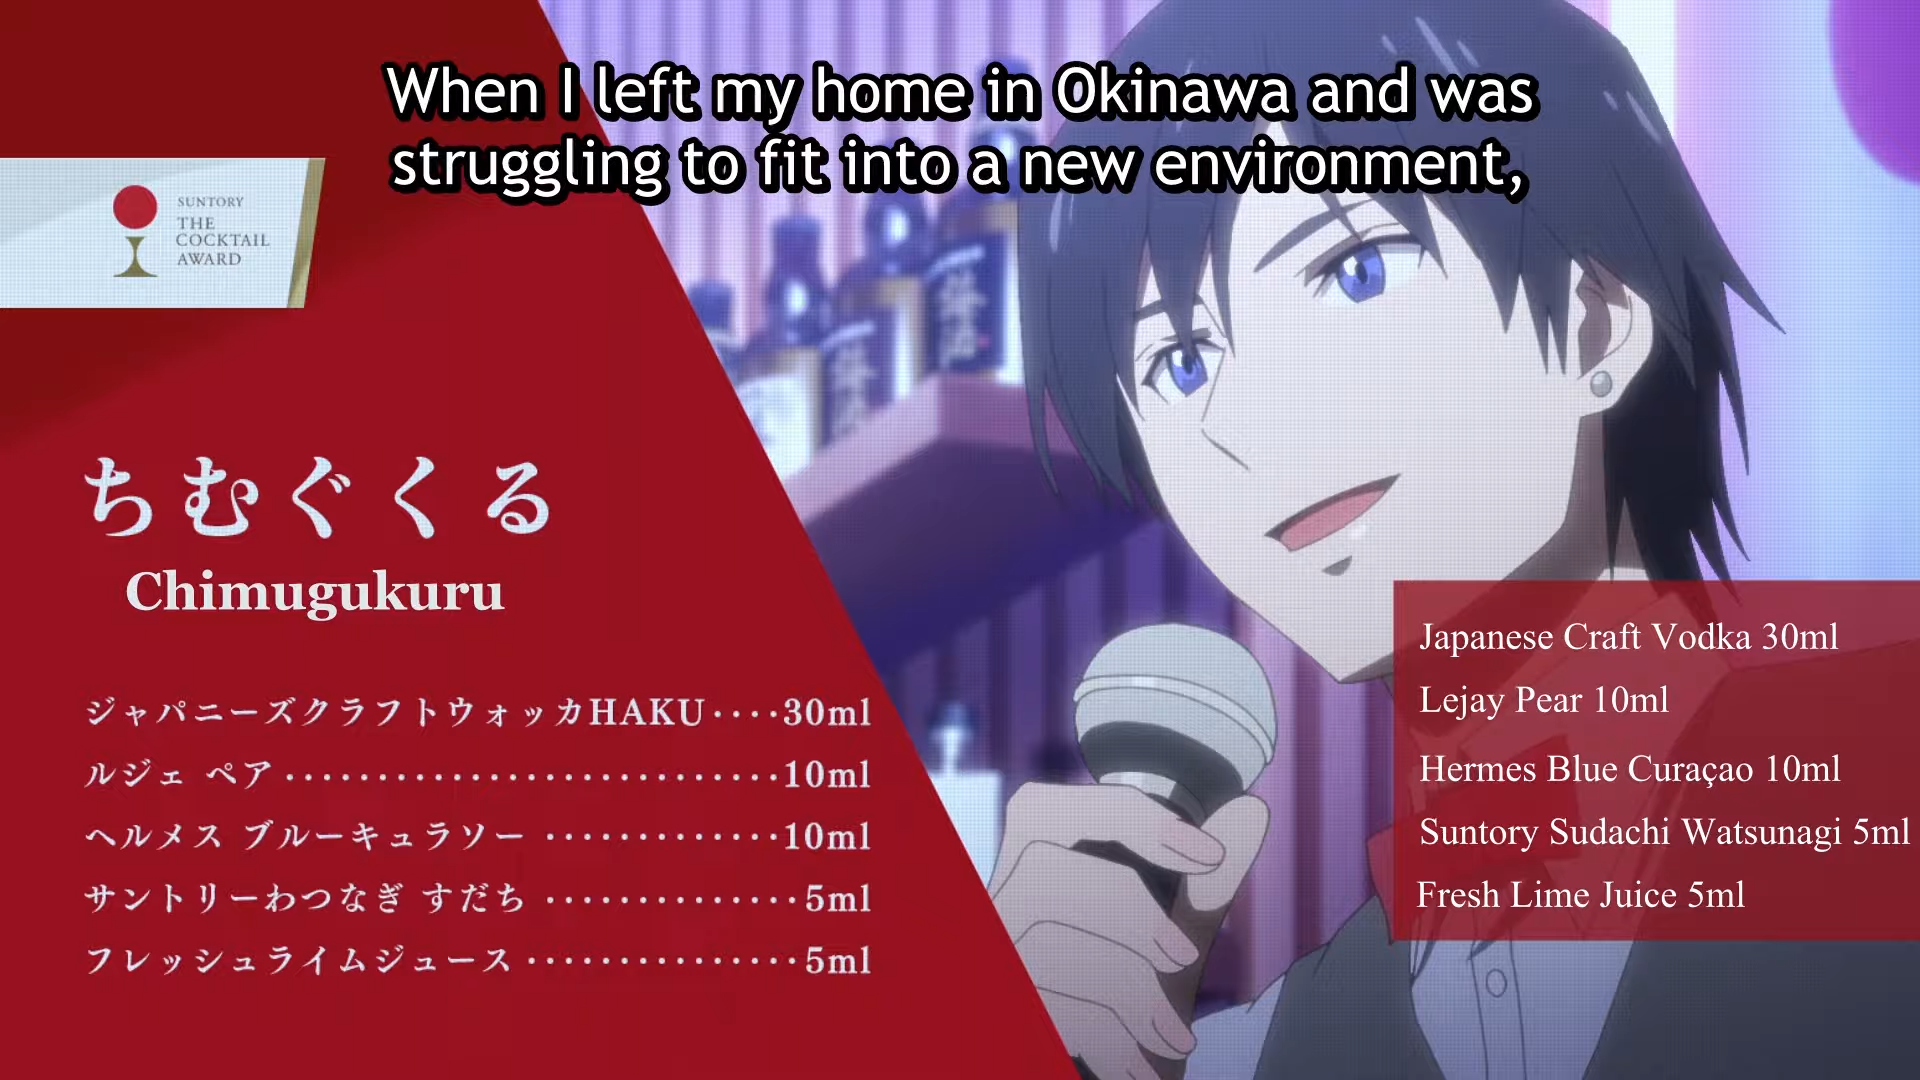 When I left my home in Okinawa and was
struggling to fit into a new environment,
SUNTORY
THE
COCKTAIL
AWARD
ちむぐくる
Chimugukuru
ジャパニーズクラフトウォッカHAKU････30ml
ルジェ ペア ･･･････････････････････････10ml
ヘルメス ブルーキュラソー ･････････････10ml
サントリーわつなぎ すだち ･･････････････5ml
フレッシュライムジュース ･･･････････････5ml
Japanese Craft Vodka 30ml
Lejay Pear 10ml
Hermes Blue Curaçao 10ml
Suntory Sudachi Watsunagi 5ml
Fresh Lime Juice 5ml